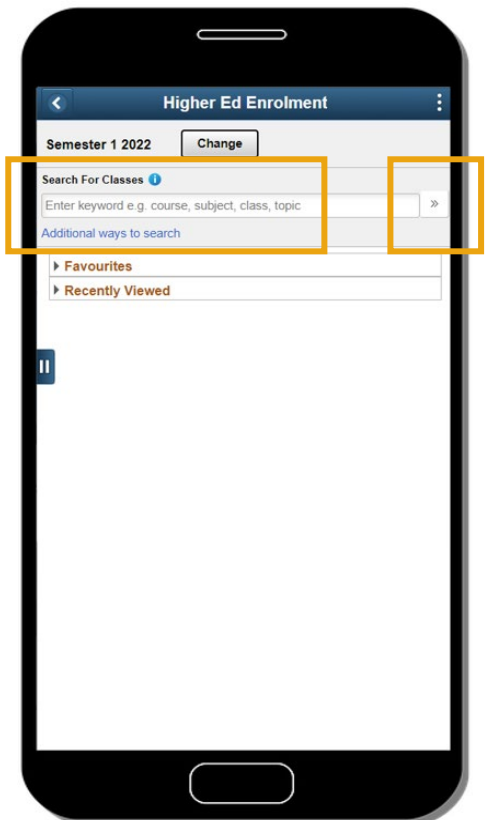 Higher Ed Enrolment
Semester 1 2022 Change
Search For Classes
Enter keyword e.g. course, subject, class, topic »
Additional ways to search
Favourites
Recently Viewed